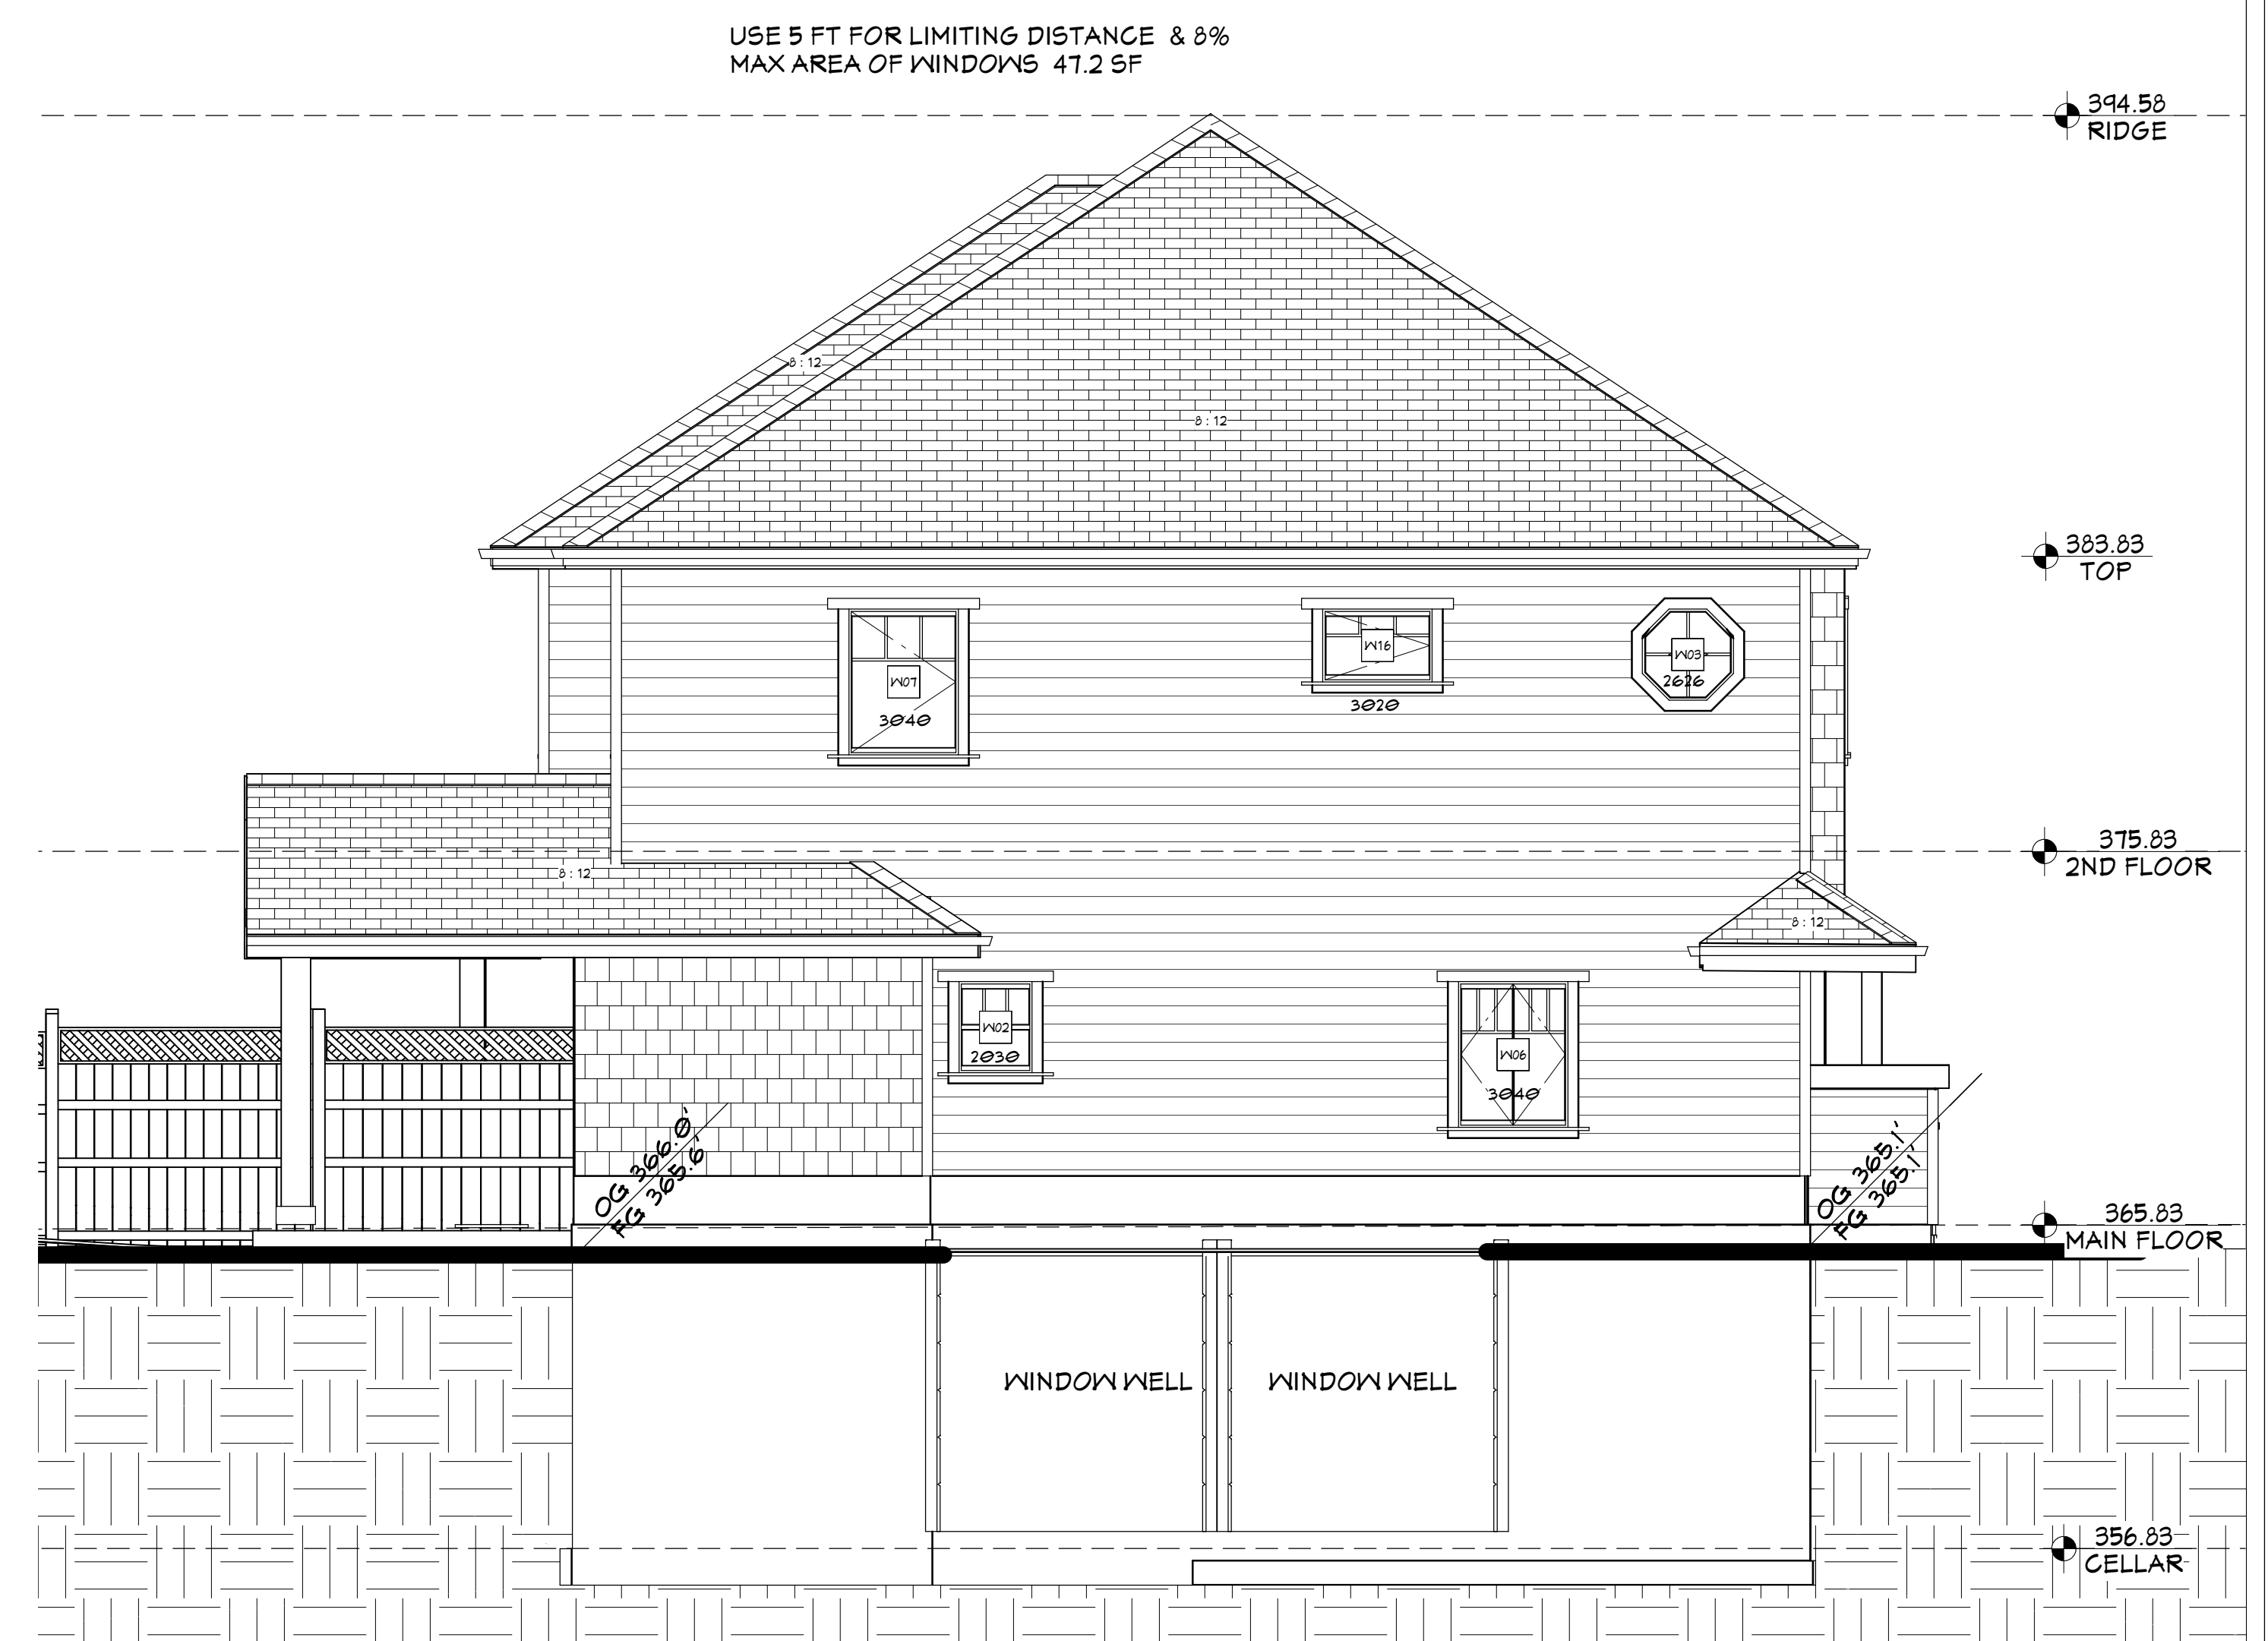 USE 5 FT FOR LIMITING DISTANCE & 8%
MAX AREA OF WINDOWS 47.2 SF
394.58
RIDGE
8 : 12
8 : 12
383.83
TOP
W07
3040
W16
3020
W03
2626
375.83
2ND FLOOR
8 : 12
8 : 12
W02
2030
W06
3040
OG 366.0'
FG 365.6'
OG 365.1'
FG 365.1'
365.83
MAIN FLOOR
WINDOW WELL
WINDOW WELL
356.83
CELLAR